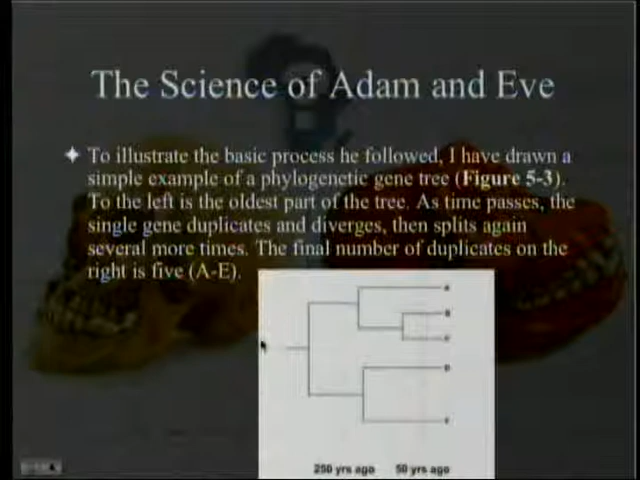 The Science of Adam and Eve
To illustrate the basic process he followed, I have drawn a
simple example of a phylogenetic gene tree (Figure 5-3).
To the left is the oldest part of the tree. As time passes, the
single gene duplicates and diverges, then splits again
several more times. The final number of duplicates on the
right is five (A-E).
A
B
D
250 yrs ago 50 yrs ago